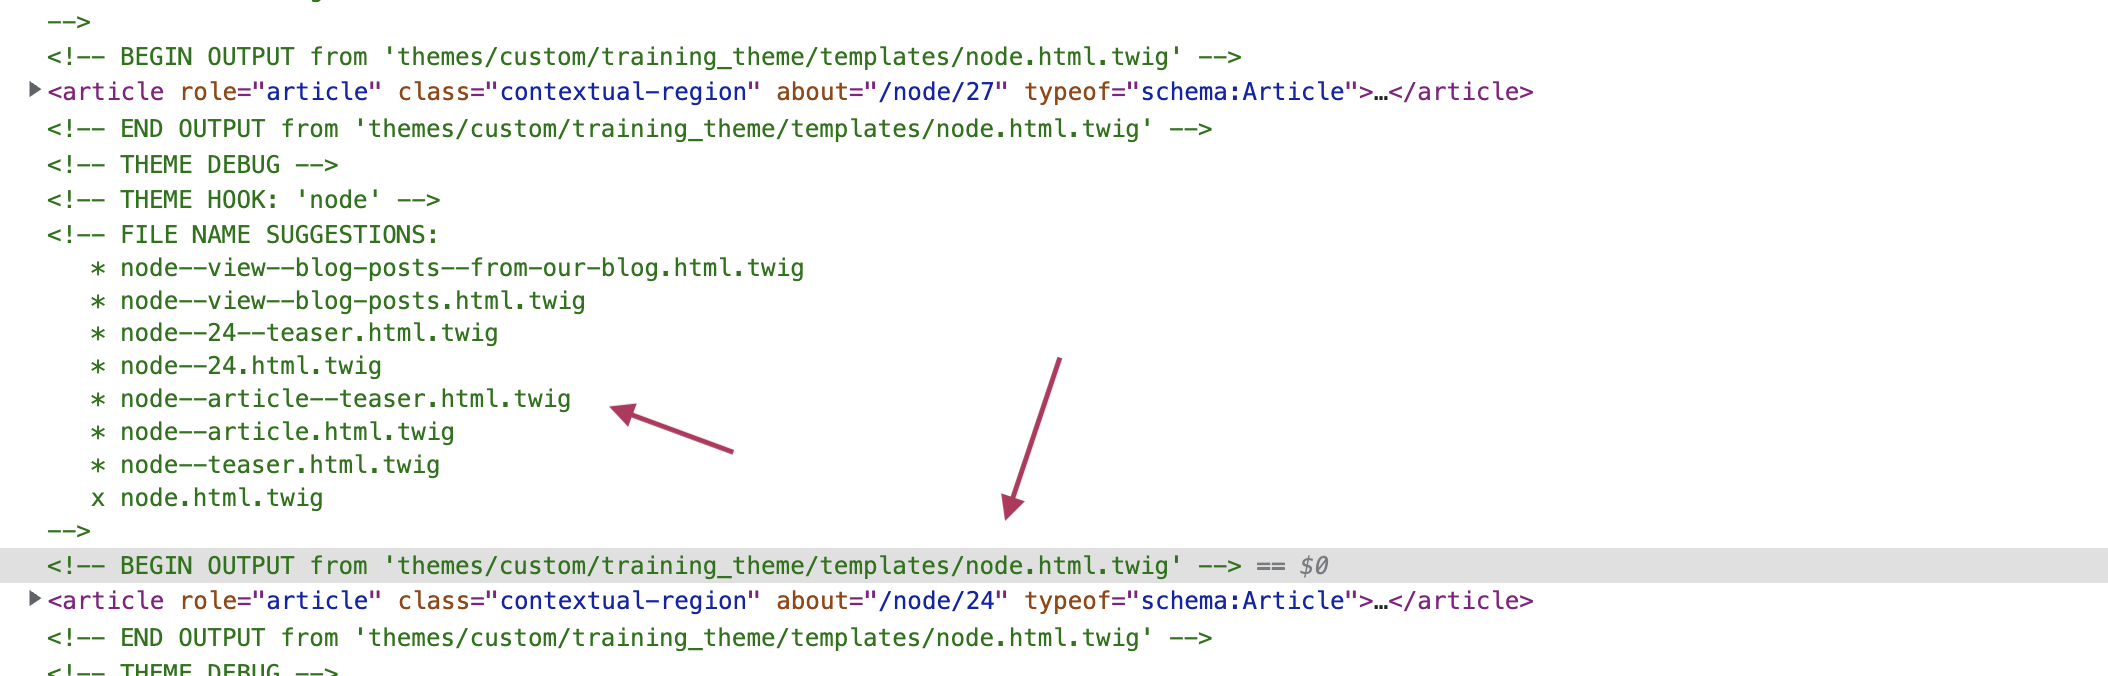 -->
<!-- BEGIN OUTPUT from 'themes/custom/training_theme/templates/node.html.twig' -->
<article role="article" class="contextual-region" about="/node/27" typeof="schema:Article">…</article>
<!-- END OUTPUT from 'themes/custom/training_theme/templates/node.html.twig' -->
<!-- THEME DEBUG -->
<!-- THEME HOOK: 'node' -->
<!-- FILE NAME SUGGESTIONS:
* node--view--blog-posts--from-our-blog.html.twig
* node--view--blog-posts.html.twig
* node--24--teaser.html.twig
* node--24.html.twig
* node--article--teaser.html.twig
* node--article.html.twig
* node--teaser.html.twig
x node.html.twig
-->
<!-- BEGIN OUTPUT from 'themes/custom/training_theme/templates/node.html.twig' --> == $0
<article role="article" class="contextual-region" about="/node/24" typeof="schema:Article">…</article>
<!-- END OUTPUT from 'themes/custom/training_theme/templates/node.html.twig' -->
<!-- THEME DEBUG -->